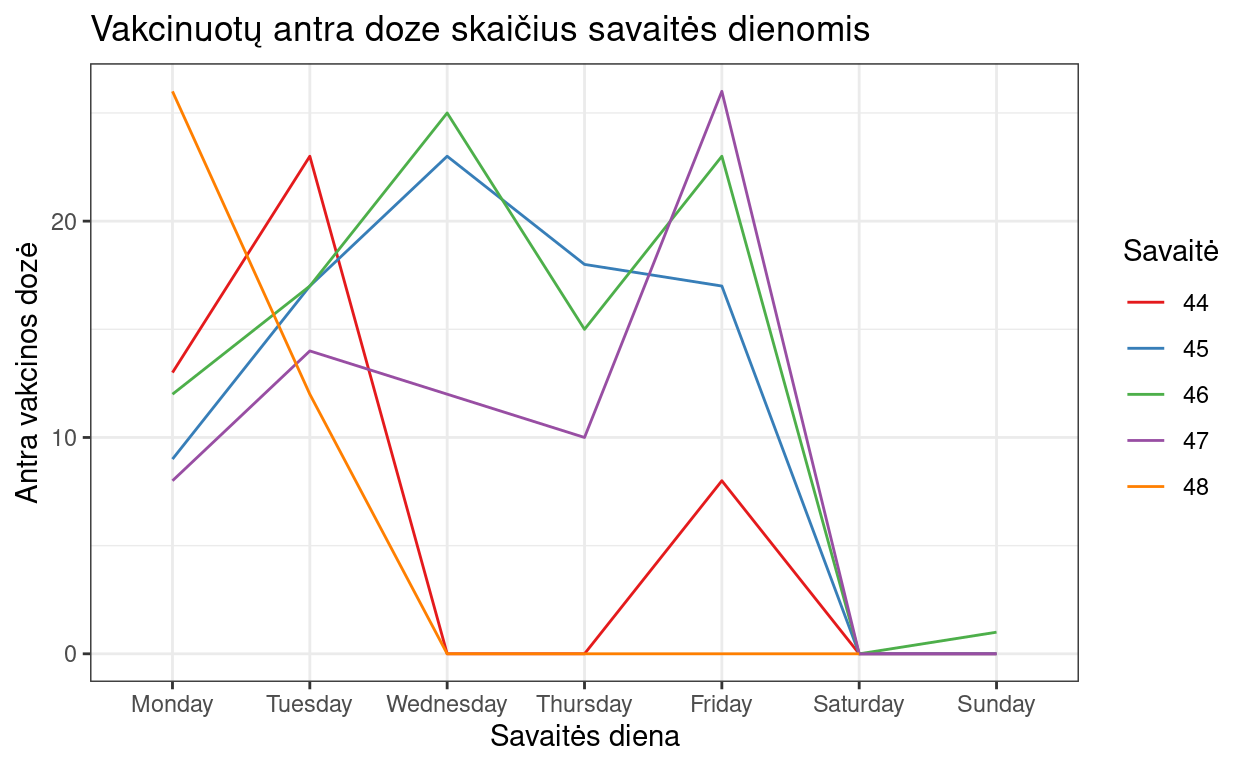 Vakcinuotų antra doze skaičius savaitės dienomis
Antra vakcinos dozė
20
10
0
Monday
Tuesday
Wednesday
Thursday
Friday
Saturday
Sunday
Savaitės diena
Savaitė
44
45
46
47
48